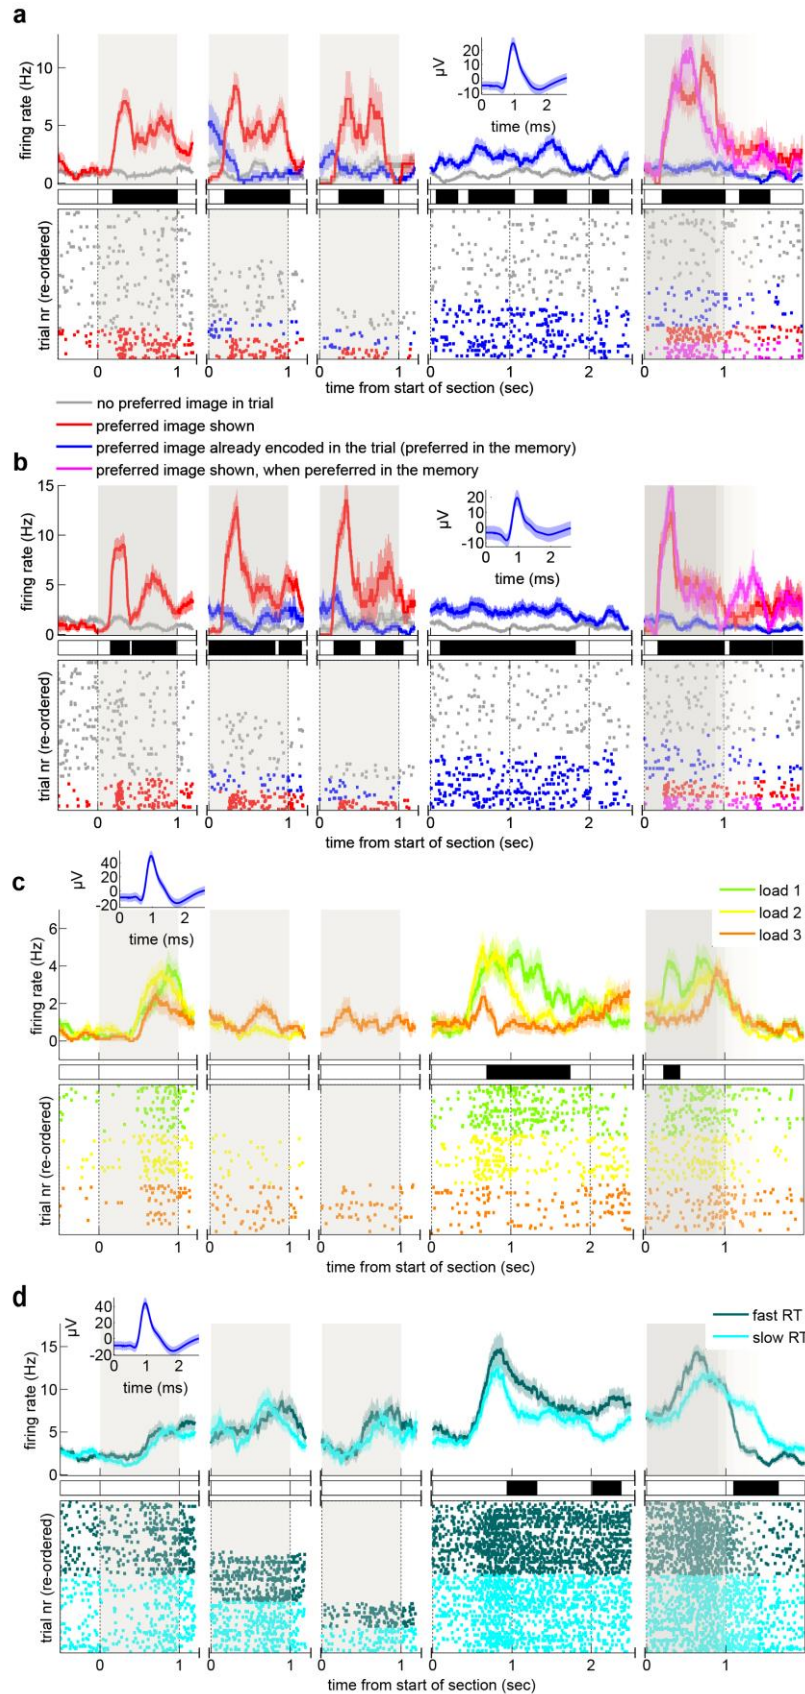 a
firing rate (Hz)
10
5
0
µV
20
10
0
-10
0 1 2
time (ms)
trial nr (re-ordered)
0 1 0 1 0 1 0 1 2 0 1
time from start of section (sec)
no preferred image in trial
preferred image shown
preferred image already encoded in the trial (preferred in the memory)
preferred image shown, when pereferred in the memory
b
firing rate (Hz)
15
10
5
0
µV
20
10
0
-10
0 1 2
time (ms)
trial nr (re-ordered)
0 1 0 1 0 1 0 1 2 0 1
time from start of section (sec)
c
µV
40
20
0
-20
0 1 2
time (ms)
load 1
load 2
load 3
firing rate (Hz)
6
4
2
0
trial nr (re-ordered)
0 1 0 1 0 1 0 1 2 0 1
time from start of section (sec)
d
µV
40
20
0
-20
0 1 2
time (ms)
fast RT
slow RT
firing rate (Hz)
15
10
5
0
trial nr (re-ordered)
0 1 0 1 0 1 0 1 2 0 1
time from start of section (sec)